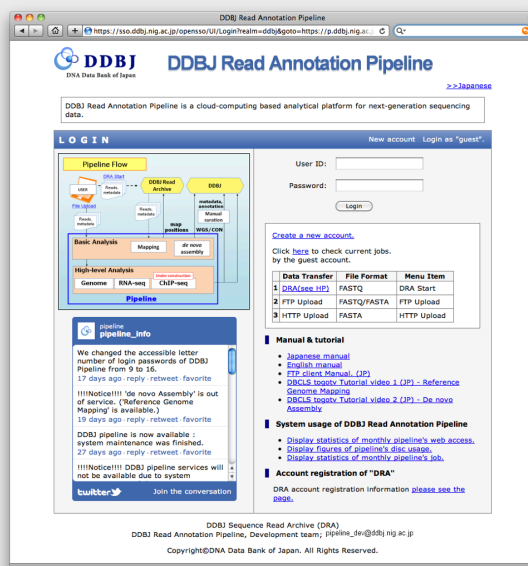 DDBJ Read Annotation Pipeline
https://sso.ddbj.nig.ac.jp/opensso/UI/Login?realm=ddbj&goto=https://p.ddbj.nig.ac.j
DDBJ
DNA Data Bank of Japan
DDBJ Read Annotation Pipeline
>>Japanese
DDBJ Read Annotation Pipeline is a cloud-computing based analytical platform for next-generation sequencing
data.
LOGIN
New account Login as "guest".
Pipeline Flow
DRA Start
USER
Reads, metadata
DDBJ Read Archive
DDBJ
File Upload
Reads, metadata
Reads, metadata
map positions
metadata, annotation
Manual curation
WGS/CON
Basic Analysis
Mapping
de novo assembly
High-level Analysis
Under construction
Genome
RNA-seq
ChIP-seq
Pipeline
User ID:
Password:
Login
Create a new account.
Click here to check current jobs.
by the guest account.
Data Transfer File Format Menu Item
1 DRA(see HP) FASTQ DRA Start
2 FTP Upload FASTQ/FASTA FTP Upload
3 HTTP Upload FASTA HTTP Upload
pipeline
pipeline_info
We changed the accessible letter
number of login passwords of DDBJ
Pipeline from 9 to 16.
17 days ago · reply · retweet · favorite
!!!!Notice!!!! 'de novo Assembly' is out
of service. ('Reference Genome
Mapping' is available.)
19 days ago · reply · retweet · favorite
DDBJ pipeline is now available :
system maintenance was finished.
27 days ago · reply · retweet · favorite
!!!!Notice!!!! DDBJ pipeline services will
not be available due to system
twitter
Join the conversation
Manual & tutorial
Japanese manual
English manual
FTP client Manual. (JP)
DBCLS togotv Tutorial video 1 (JP) - Reference
Genome Mapping
DBCLS togotv Tutorial video 2 (JP) - De novo
Assembly
System usage of DDBJ Read Annotation Pipeline
Display statistics of monthly pipeline's web access.
Display figures of pipeline's disc usage.
Display statistics of monthly pipeline's job.
Account registration of "DRA"
DRA account registration information please see the
page.
DDBJ Sequence Read Archive (DRA)
DDBJ Read Annotation Pipeline, Development team; pipeline_dev@ddbj.nig.ac.jp
Copyright©DNA Data Bank of Japan. All Rights Reserved.